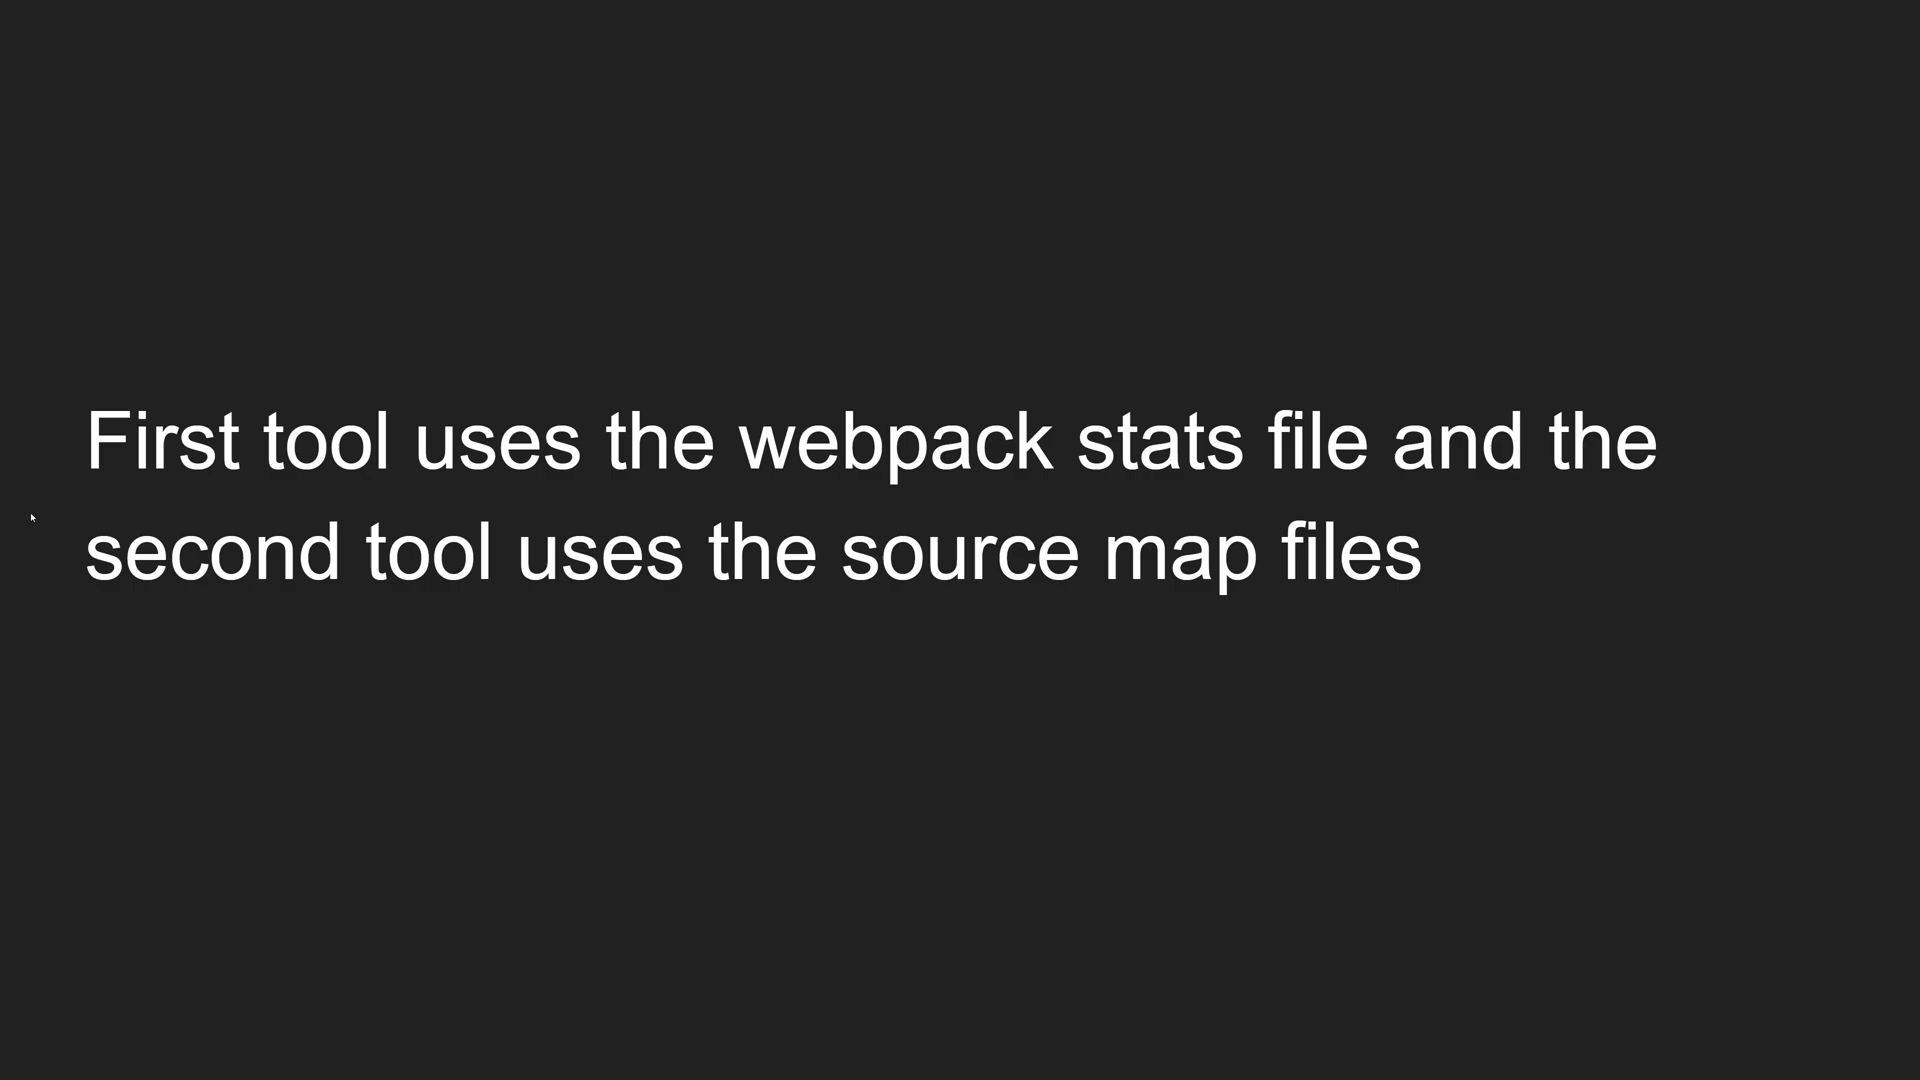 First tool uses the webpack stats file and the
second tool uses the source map files